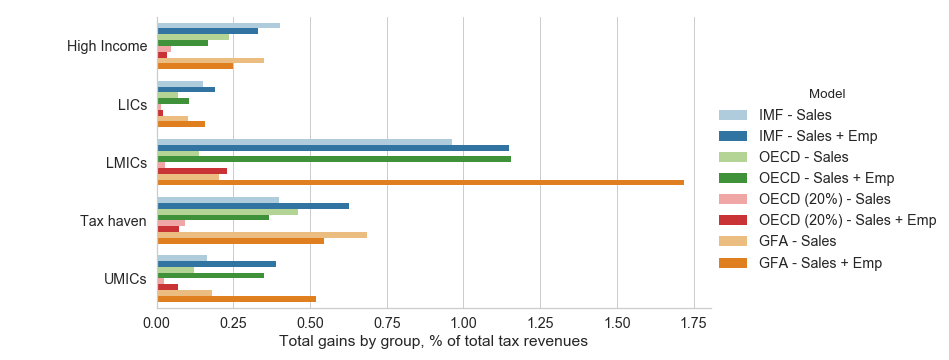 High Income
LICs
LMICs
Tax haven
UMICs
0.00 0.25 0.50 0.75 1.00 1.25 1.50 1.75
Total gains by group, % of total tax revenues
Model
IMF - Sales
IMF - Sales + Emp
OECD - Sales
OECD - Sales + Emp
OECD (20%) - Sales
OECD (20%) - Sales + Emp
GFA - Sales
GFA - Sales + Emp